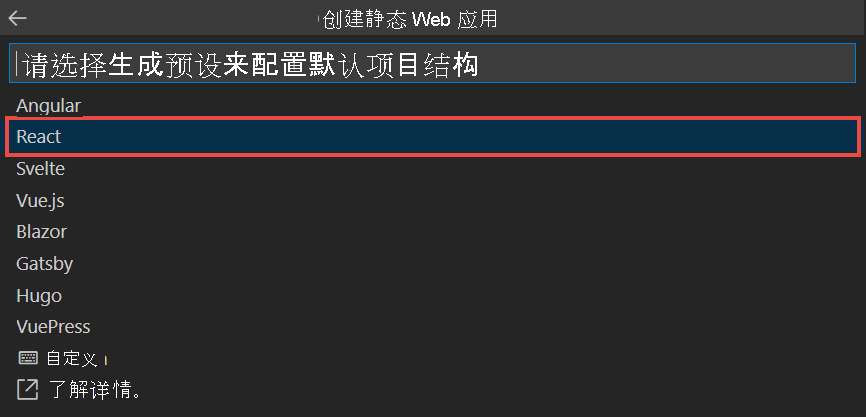 创建静态 Web 应用
请选择生成预设来配置默认项目结构
Angular
React
Svelte
Vue.js
Blazor
Gatsby
Hugo
VuePress
自定义
了解详情。